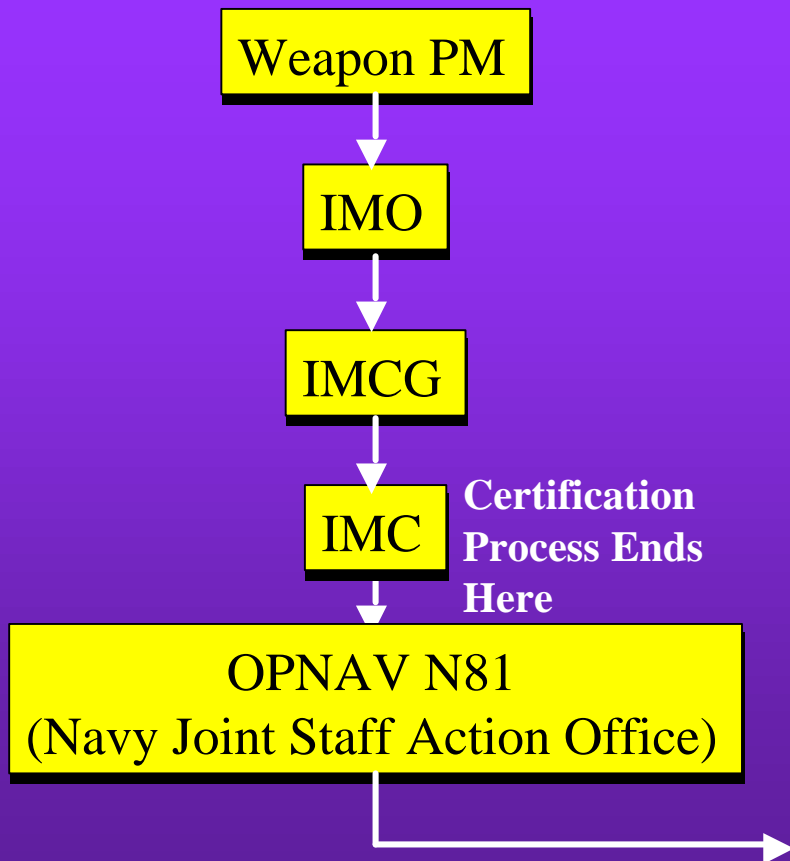 Weapon PM
IMO
IMCG
IMC
Certification
Process Ends
Here
OPNAV N81
(Navy Joint Staff Action Office)